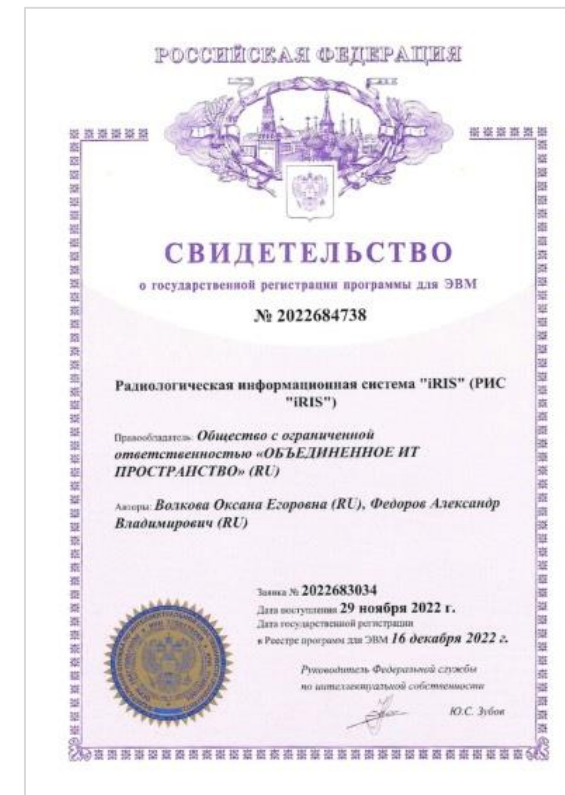 РОССИЙСКАЯ ФЕДЕРАЦИЯ
СВИДЕТЕЛЬСТВО
о государственной регистрации программы для ЭВМ
№ 2022684738
Радиологическая информационная система "iRIS" (РИС
"iRIS")
Правообладатель: Общество с ограниченной
ответственностью «ОБЪЕДИНЕННОЕ ИТ
ПРОСТРАНСТВО» (RU)
Авторы: Волкова Оксана Егоровна (RU), Федоров Александр
Владимирович (RU)
Заявка № 2022683034
Дата поступления 29 ноября 2022 г.
Дата государственной регистрации
в Реестре программ для ЭВМ 16 декабря 2022 г.
Руководитель Федеральной службы
по интеллектуальной собственности
Ю.С. Зубов